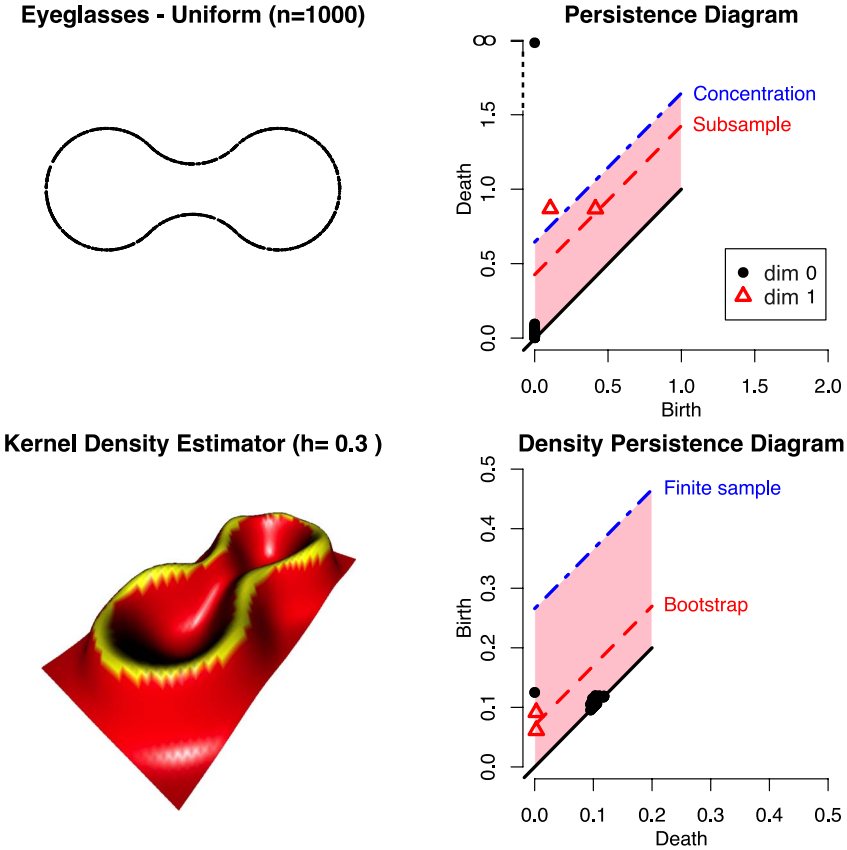 Eyeglasses - Uniform (n=1000)
Persistence Diagram
∞
1.5
1.0
0.5
0.0
Death
Concentration
Subsample
dim 0
dim 1
0.0 0.5 1.0 1.5 2.0
Birth
Kernel Density Estimator (h= 0.3 )
Density Persistence Diagram
0.5
0.4
0.3
0.2
0.1
0.0
Birth
Finite sample
Bootstrap
0.0 0.1 0.2 0.3 0.4 0.5
Death